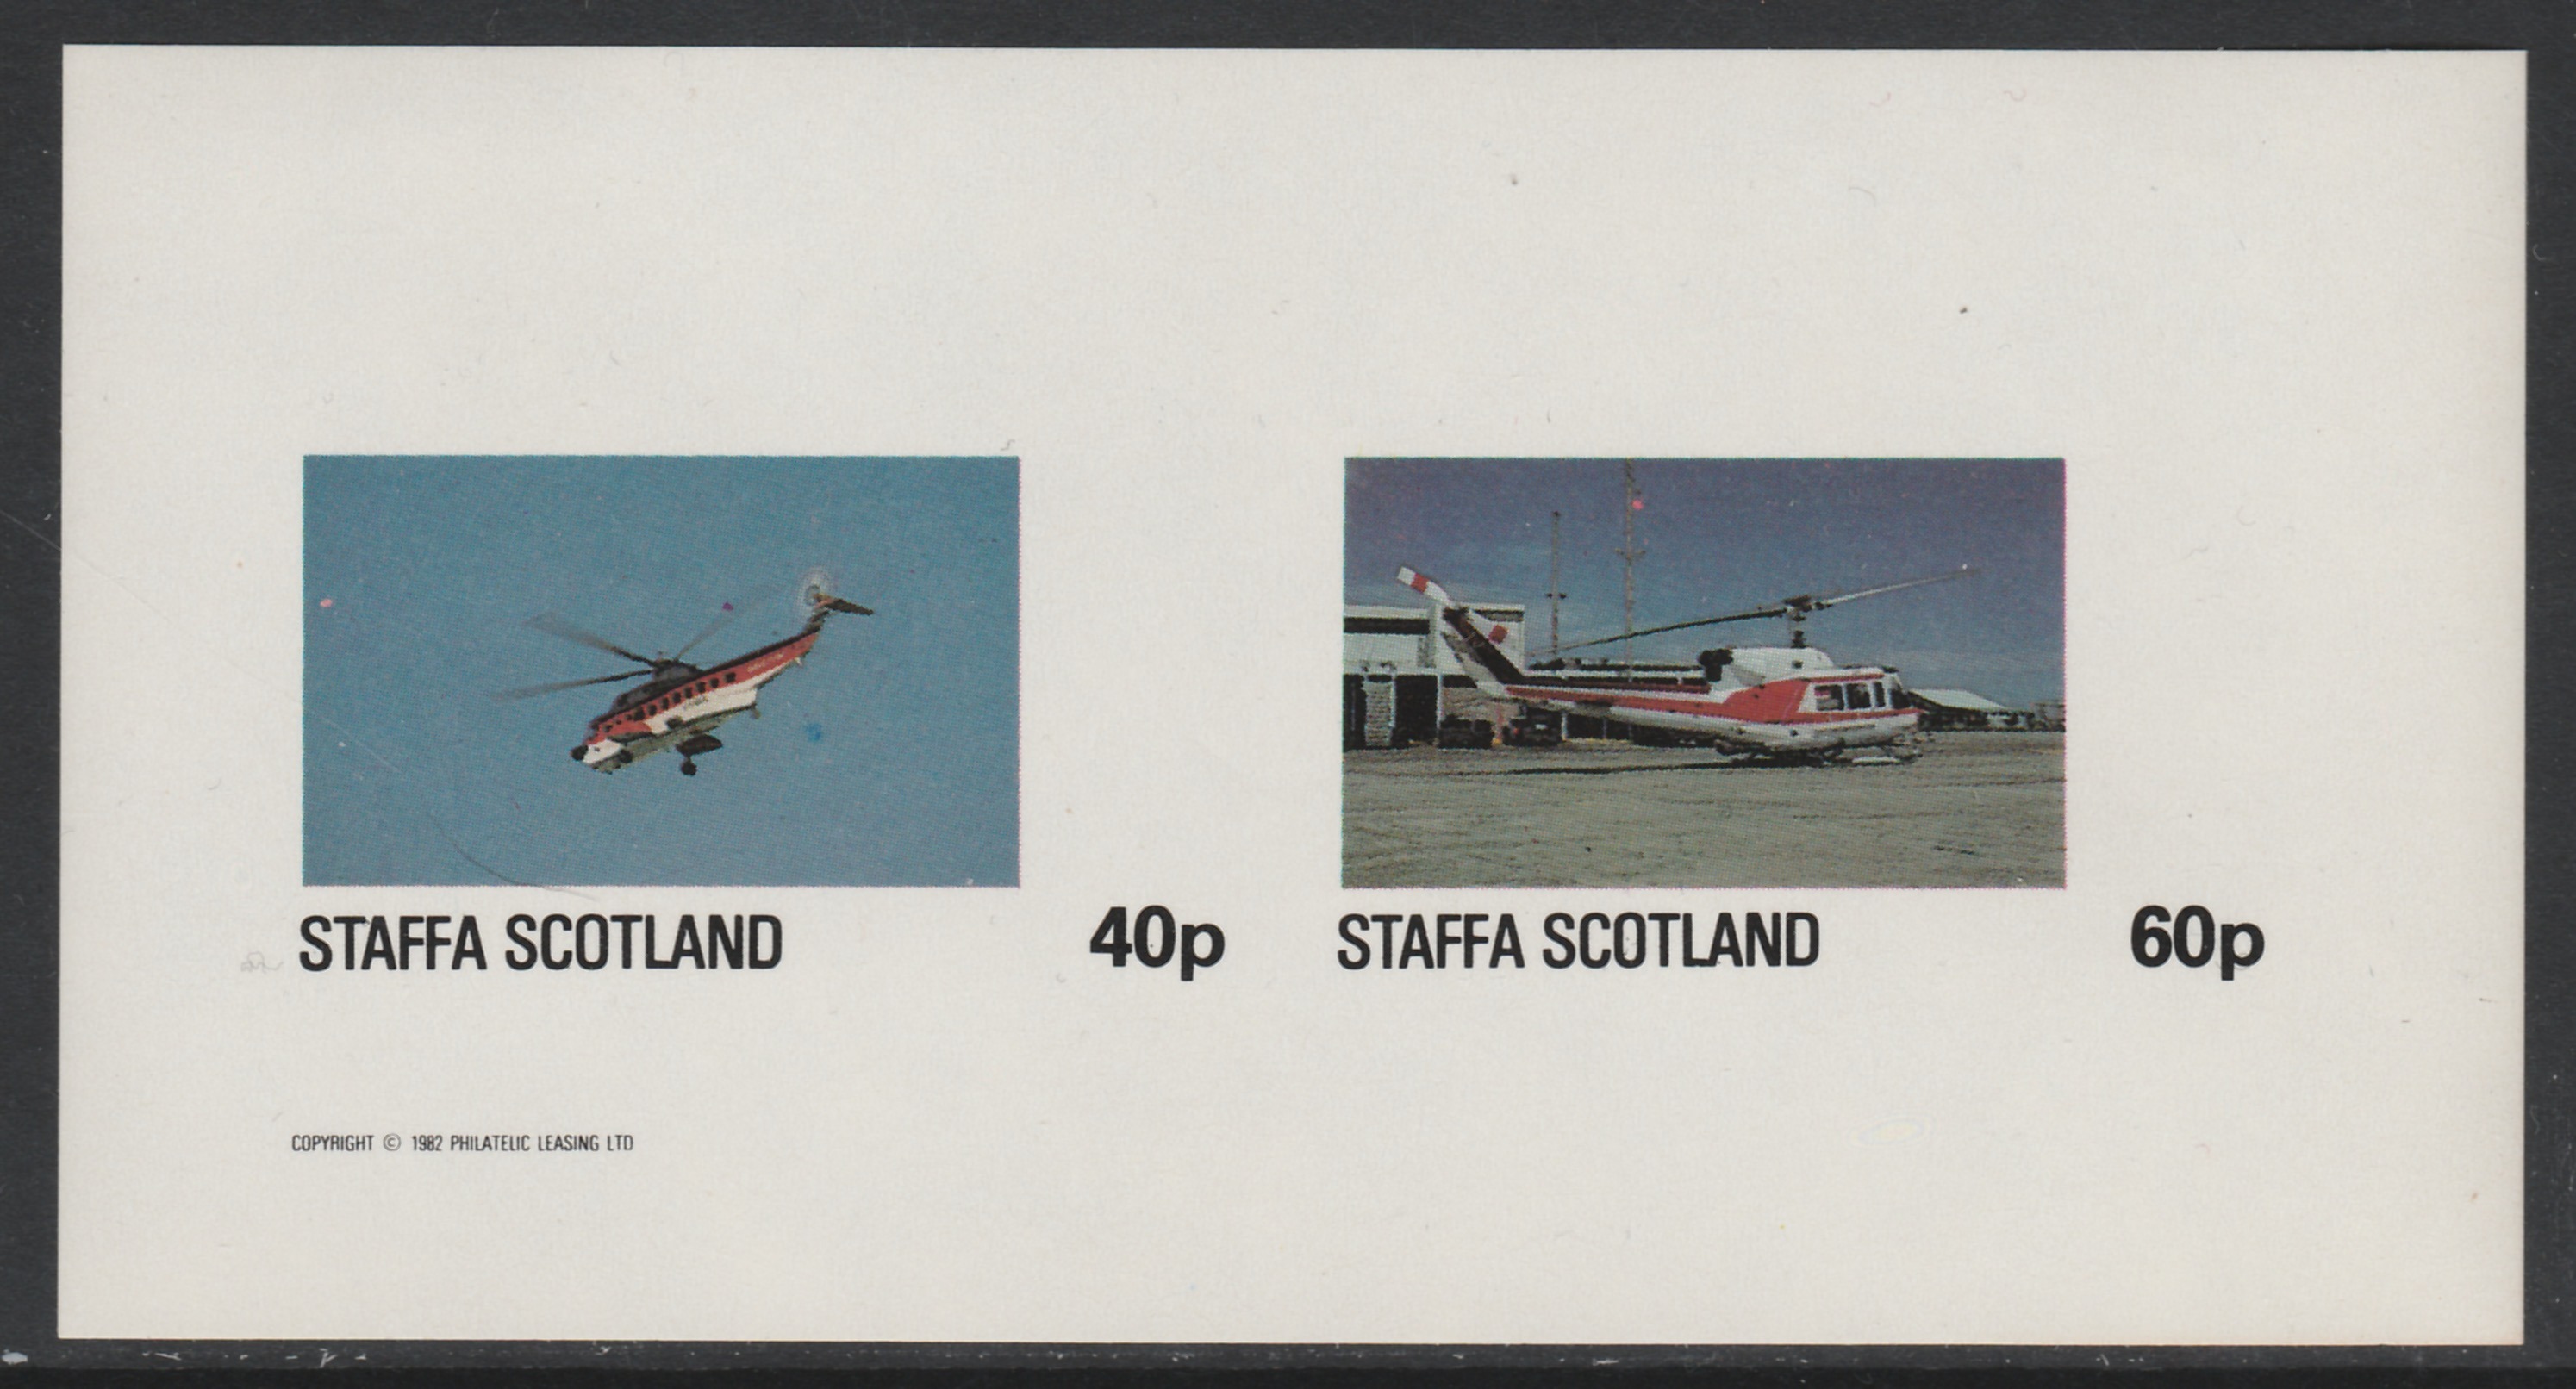 STAFFA SCOTLAND 40p
STAFFA SCOTLAND 60p
COPYRIGHT © 1982 PHILATELIC LEASING LTD